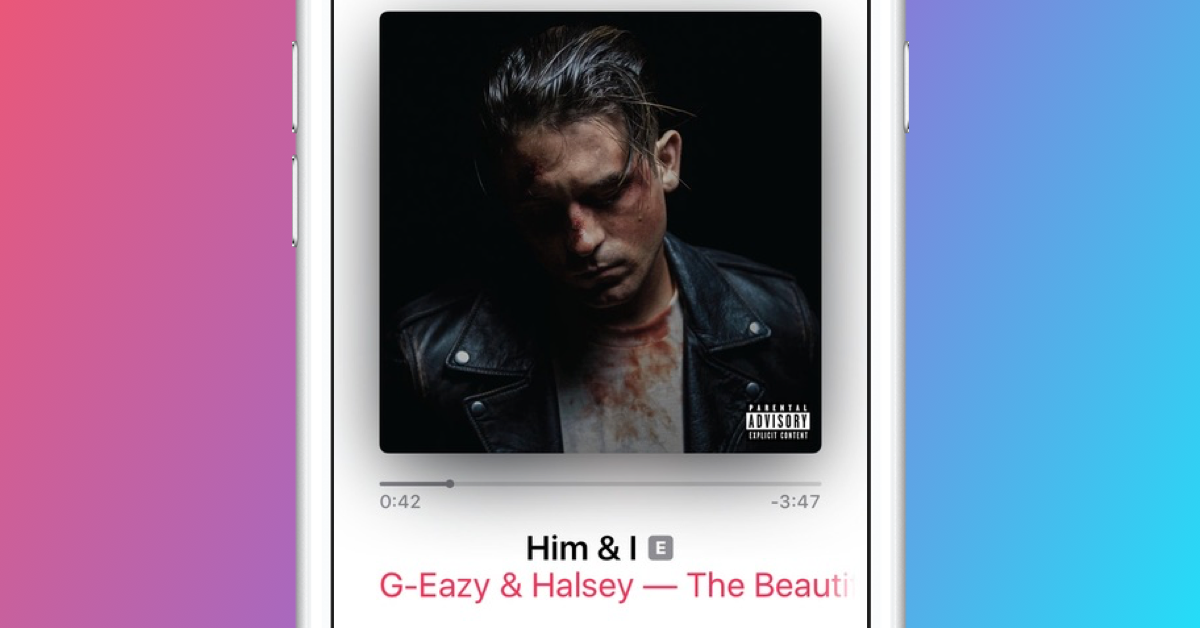 PARENTAL
ADVISORY
EXPLICIT CONTENT
0:42 -3:47
Him & I E
G-Eazy & Halsey — The Beauti